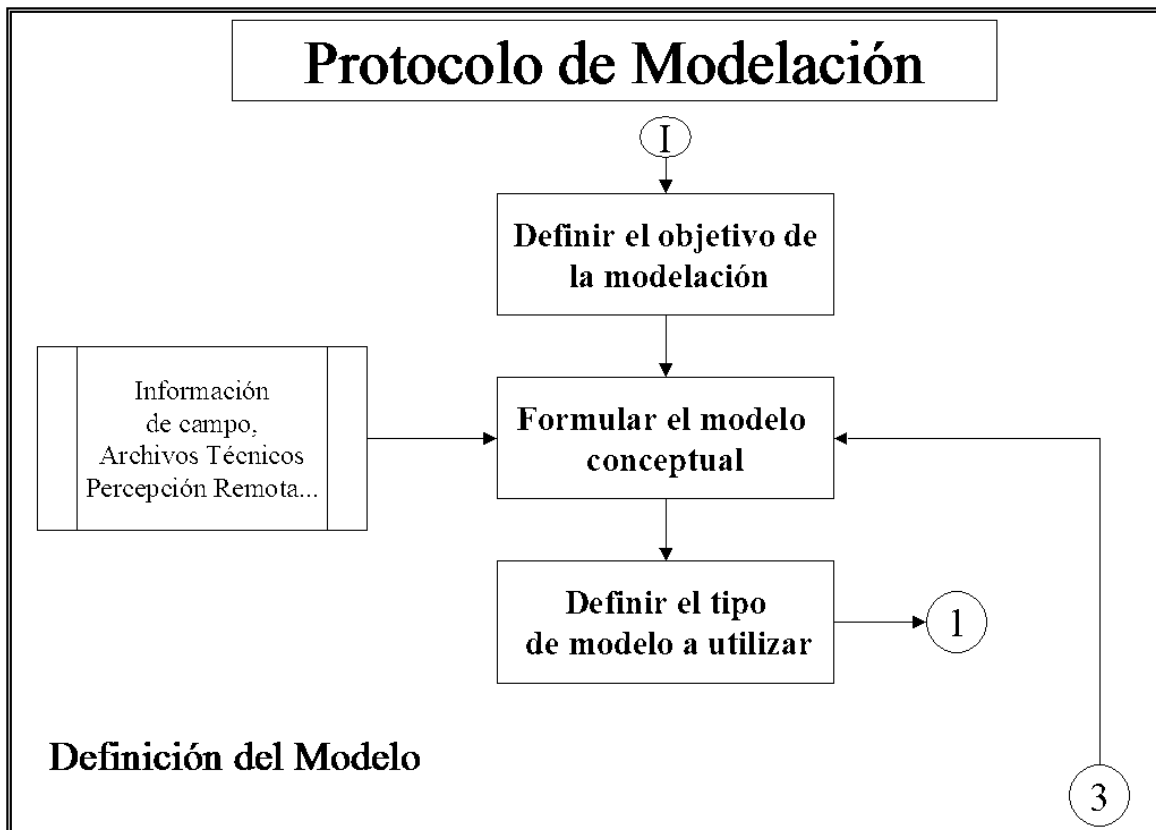 Protocolo de Modelación
I
Definir el objetivo de
la modelación
Información
de campo,
Archivos Técnicos
Percepción Remota...
Formular el modelo
conceptual
Definir el tipo
de modelo a utilizar
1
Definición del Modelo
3